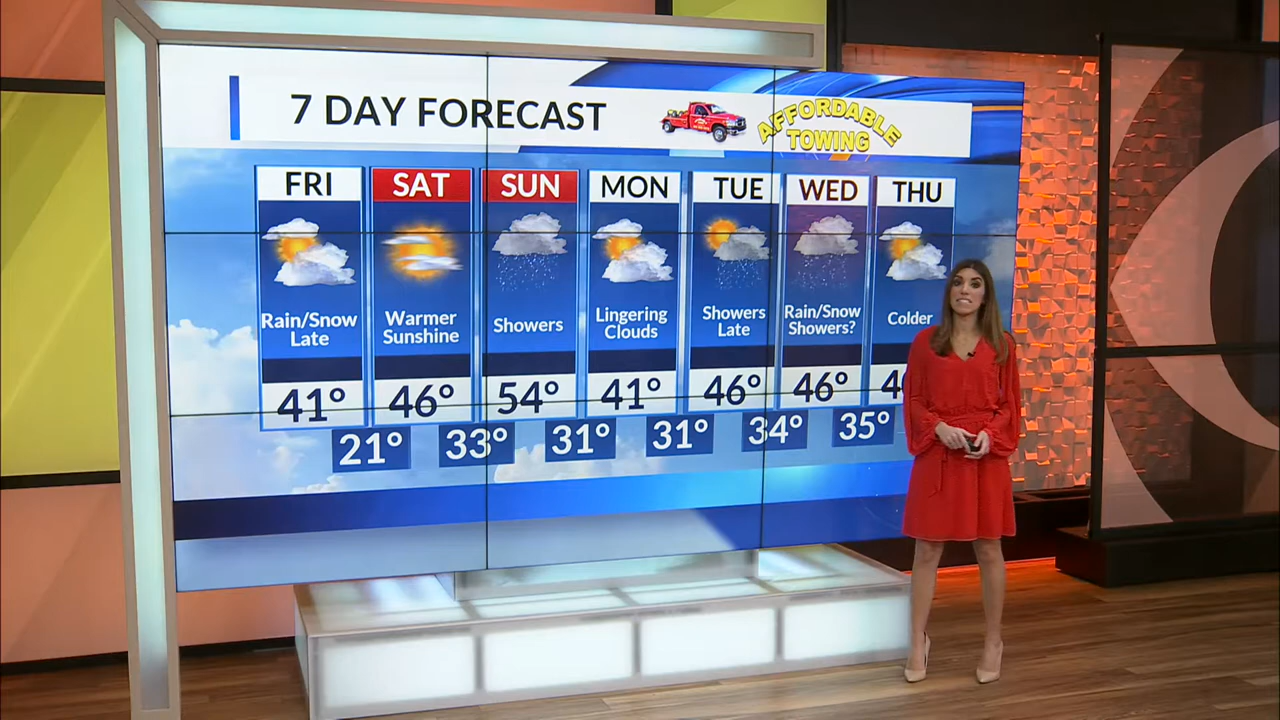 7 DAY FORECAST
AFFORDABLE
TOWING
FRI
SAT
SUN
MON
TUE
WED
THU
Rain/Snow
Late
Warmer
Sunshine
Showers
Lingering
Clouds
Showers
Late
Rain/Snow
Showers?
Colder
41°
46°
54°
41°
46°
46°
21°
33°
31°
31°
34°
35°